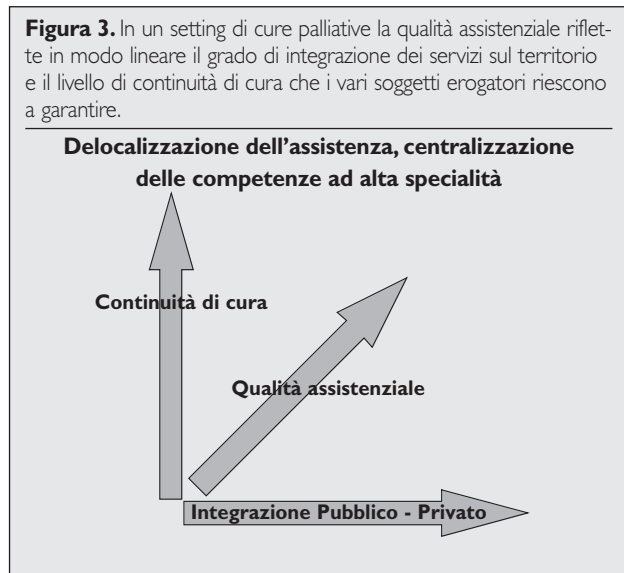 Figura 3. In un setting di cure palliative la qualità assistenziale riflet-
te in modo lineare il grado di integrazione dei servizi sul territorio
e il livello di continuità di cura che i vari soggetti erogatori riescono
a garantire.
Delocalizzazione dell'assistenza, centralizzazione
delle competenze ad alta specialità
Continuità di cura
Qualità assistenziale
Integrazione Pubblico - Privato